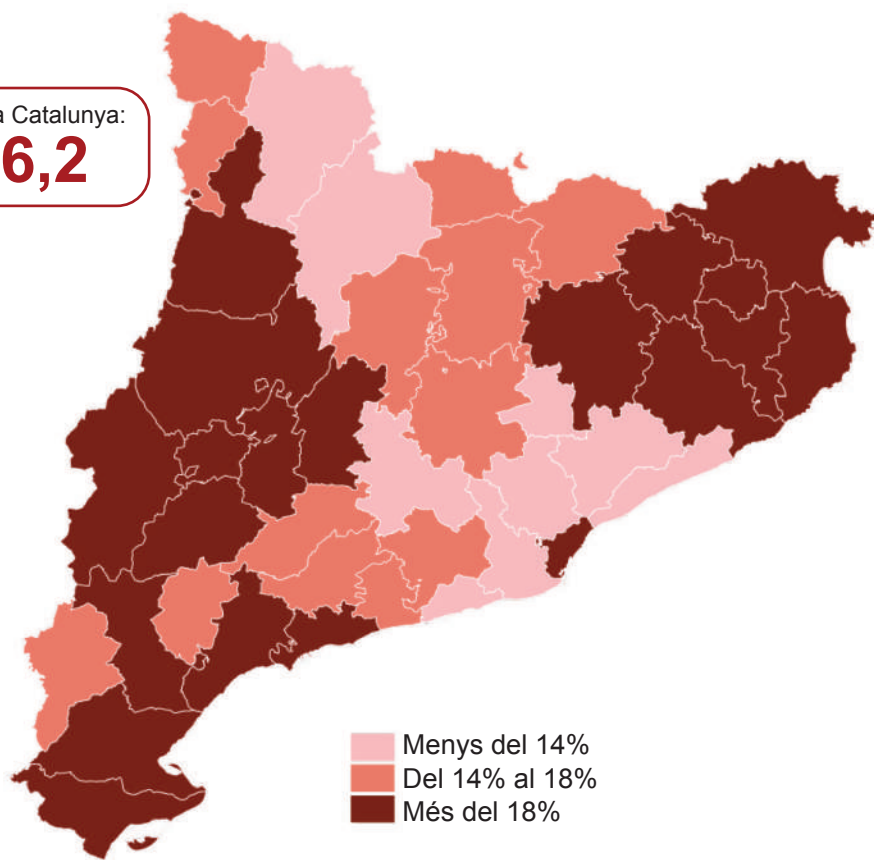 a Catalunya:
6,2
Menys del 14%
Del 14% al 18%
Més del 18%